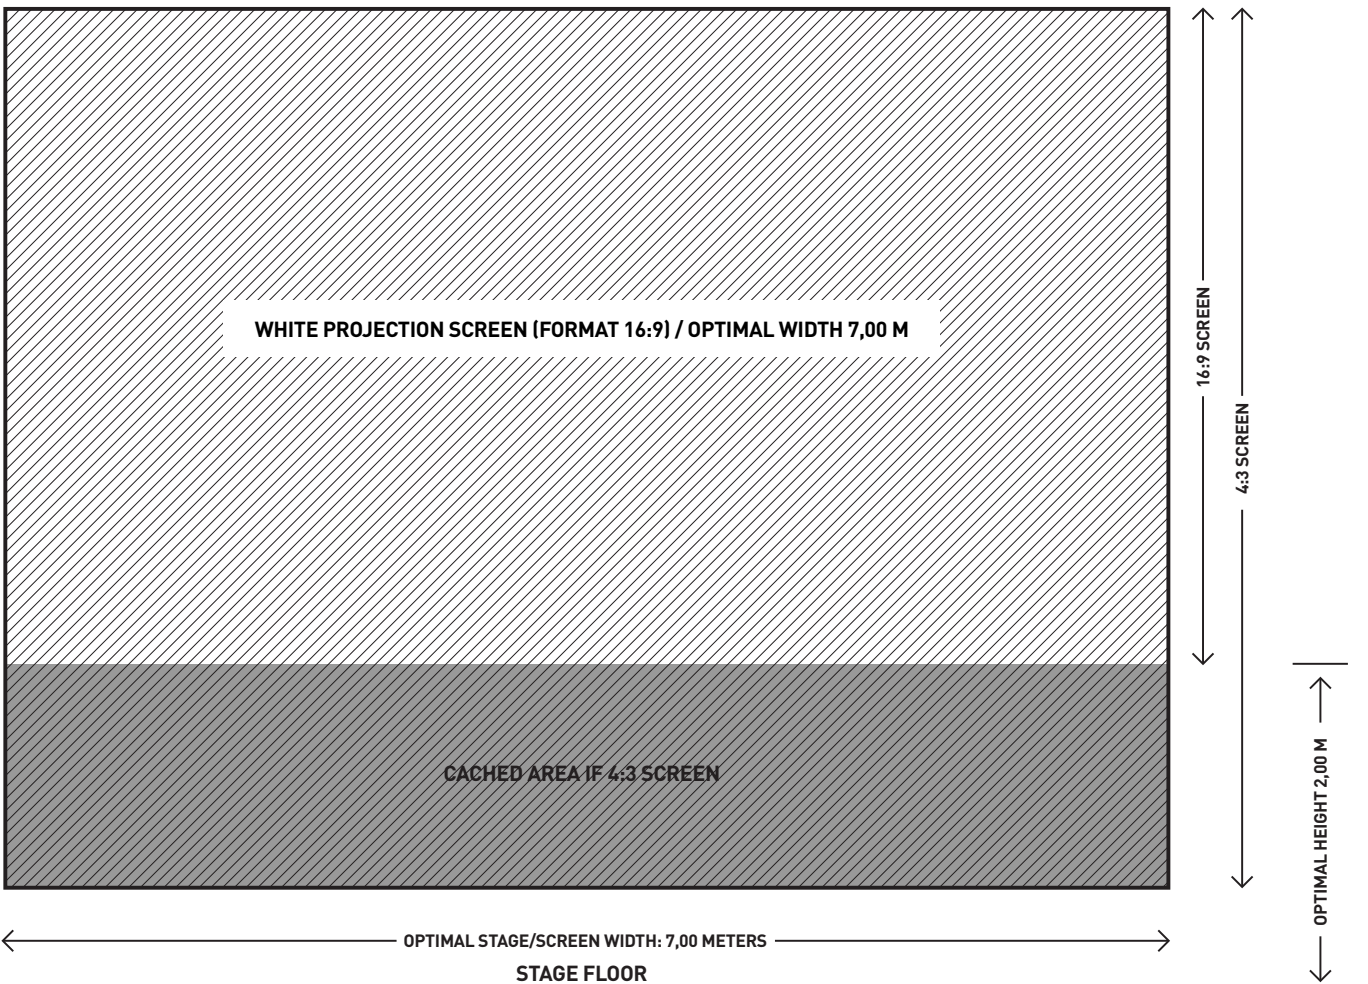 WHITE PROJECTION SCREEN (FORMAT 16:9) / OPTIMAL WIDTH 7,00 M
16:9 SCREEN
4:3 SCREEN
CACHED AREA IF 4:3 SCREEN
OPTIMAL HEIGHT 2,00 M
OPTIMAL STAGE/SCREEN WIDTH: 7,00 METERS
STAGE FLOOR